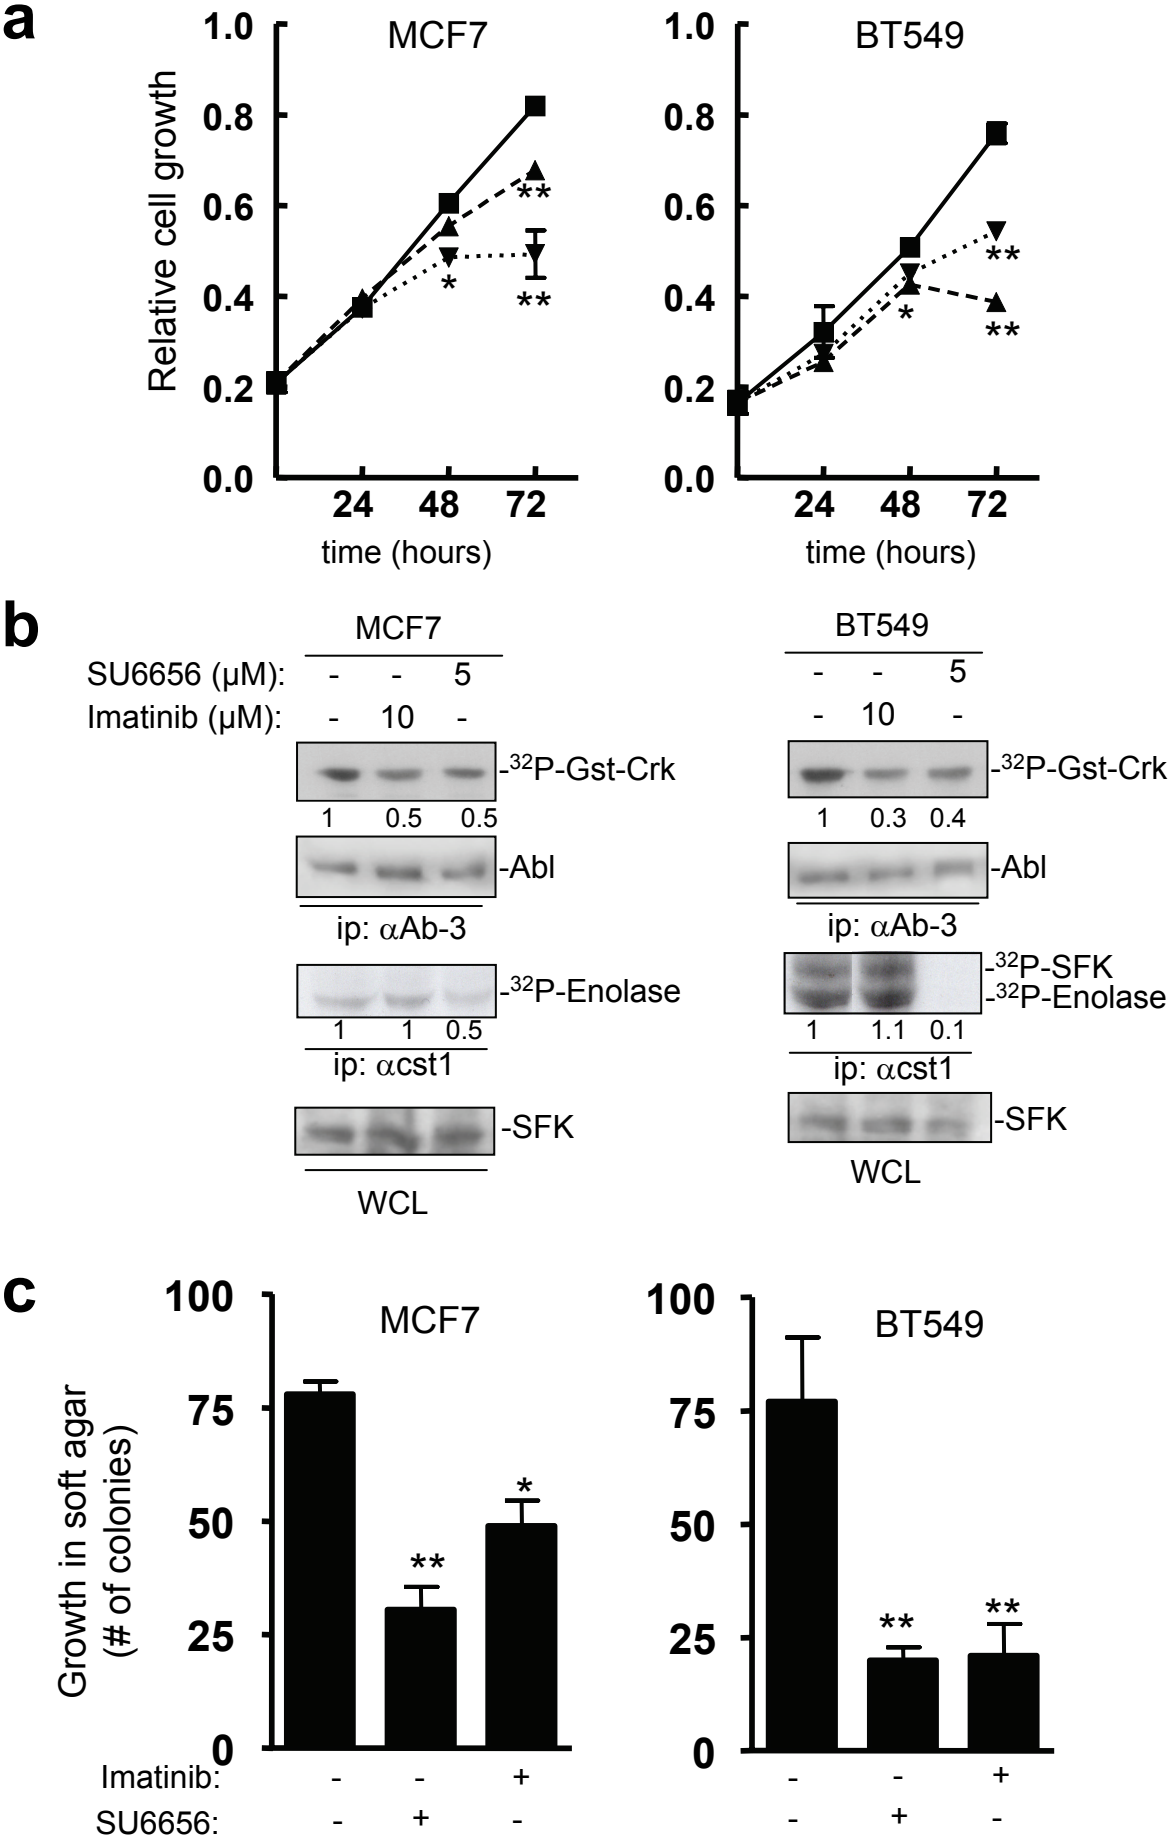 a
MCF7
BT549
Relative cell growth
1.0
0.8
0.6
0.4
0.2
0.0
**
*
**
24 48 72
time (hours)
1.0
0.8
0.6
0.4
0.2
0.0
**
*
**
24 48 72
time (hours)
b
MCF7
SU6656 (µM): - - 5
Imatinib (µM): - 10 -
-32P-Gst-Crk
1 0.5 0.5
-Abl
ip: αAb-3
-32P-Enolase
1 1 0.5
ip: αcst1
-SFK
WCL
BT549
- - 5
- 10 -
-32P-Gst-Crk
1 0.3 0.4
-Abl
ip: αAb-3
-32P-SFK
-32P-Enolase
1 1.1 0.1
ip: αcst1
-SFK
WCL
c
Growth in soft agar
(# of colonies)
MCF7
100
75
50
25
0
**
*
Imatinib: - - +
SU6656: - + -
BT549
100
75
50
25
0
** **
- - +
- + -